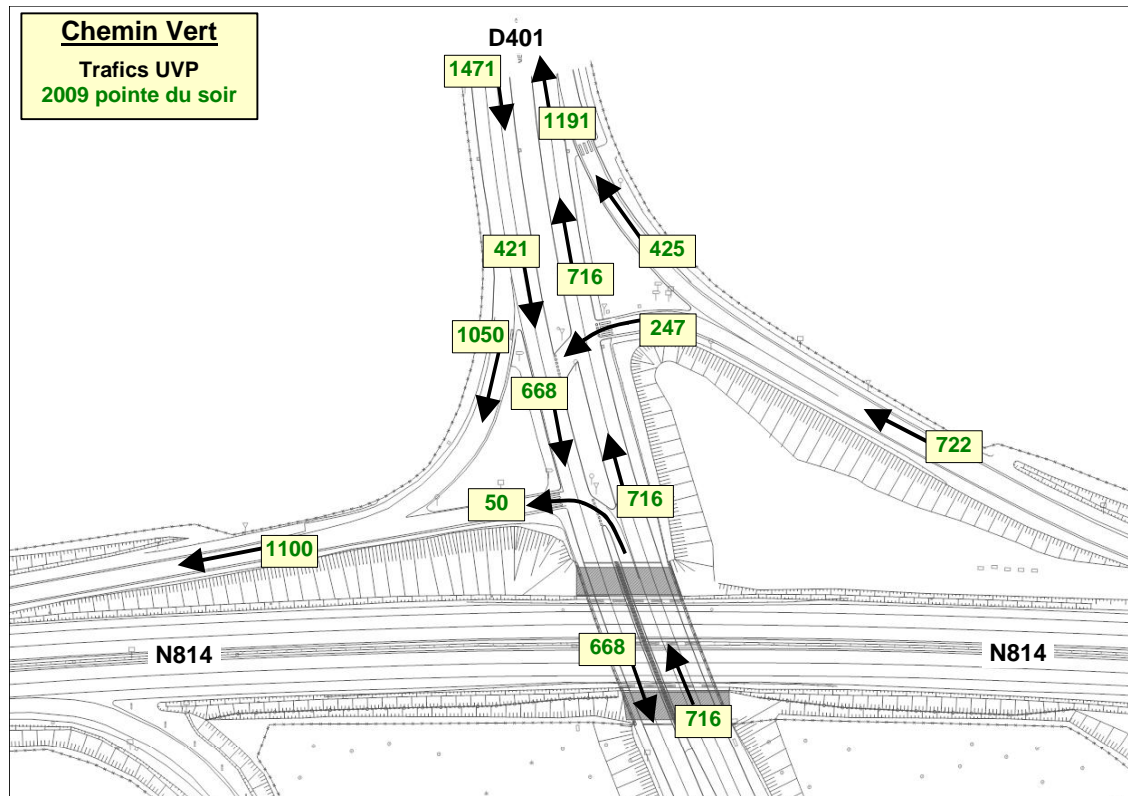 Chemin Vert
Trafics UVP
2009 pointe du soir
D401
1471
1191
421
716
425
1050
247
668
722
50
716
1100
N814
668
N814
716